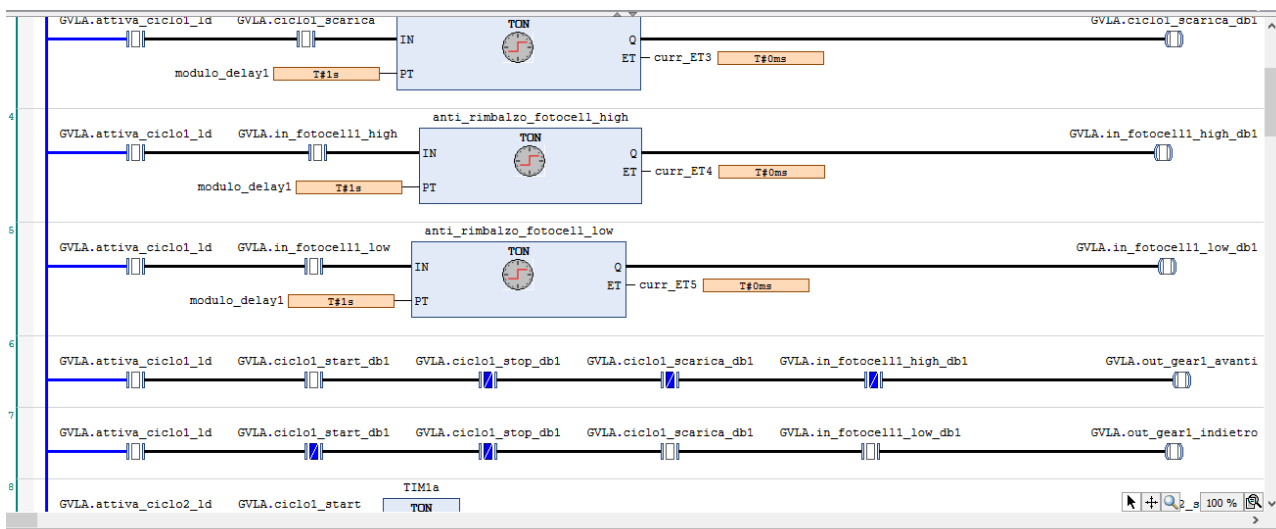 GVLA.attiva_ciclo1_ld GVLA.ciclo1_scarica TON GVLA.ciclo1_scarica_db1
IN Q
ET curr_ET3 T#0ms
modulo_delay1 T#1s PT
4
anti_rimbalzo_fotocell_high
GVLA.attiva_ciclo1_ld GVLA.in_fotocell1_high TON GVLA.in_fotocell1_high_db1
IN Q
ET curr_ET4 T#0ms
modulo_delay1 T#1s PT
5
anti_rimbalzo_fotocell_low
GVLA.attiva_ciclo1_ld GVLA.in_fotocell1_low TON GVLA.in_fotocell1_low_db1
IN Q
ET curr_ET5 T#0ms
modulo_delay1 T#1s PT
6
GVLA.attiva_ciclo1_ld GVLA.ciclo1_start_db1 GVLA.ciclo1_stop_db1 GVLA.ciclo1_scarica_db1 GVLA.in_fotocell1_high_db1 GVLA.out_gear1_avanti
7
GVLA.attiva_ciclo1_ld GVLA.ciclo1_start_db1 GVLA.ciclo1_stop_db1 GVLA.ciclo1_scarica_db1 GVLA.in_fotocell1_low_db1 GVLA.out_gear1_indietro
8
TIM1a
GVLA.attiva_ciclo2_ld GVLA.ciclo1_start TON 100 %